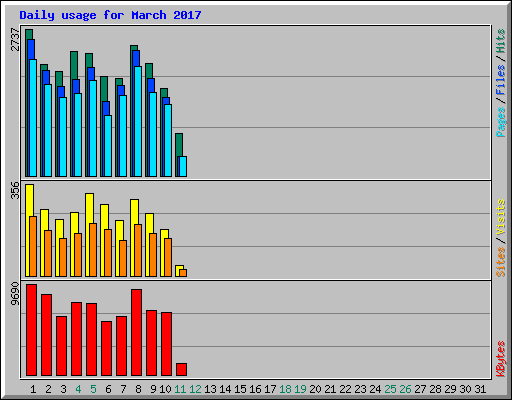 Daily usage for March 2017
2737
Pages/Files/Hits
356
Sites/Visits
9690
KBytes
1 2 3 4 5 6 7 8 9 10 11 12 13 14 15 16 17 18 19 20 21 22 23 24 25 26 27 28 29 30 31